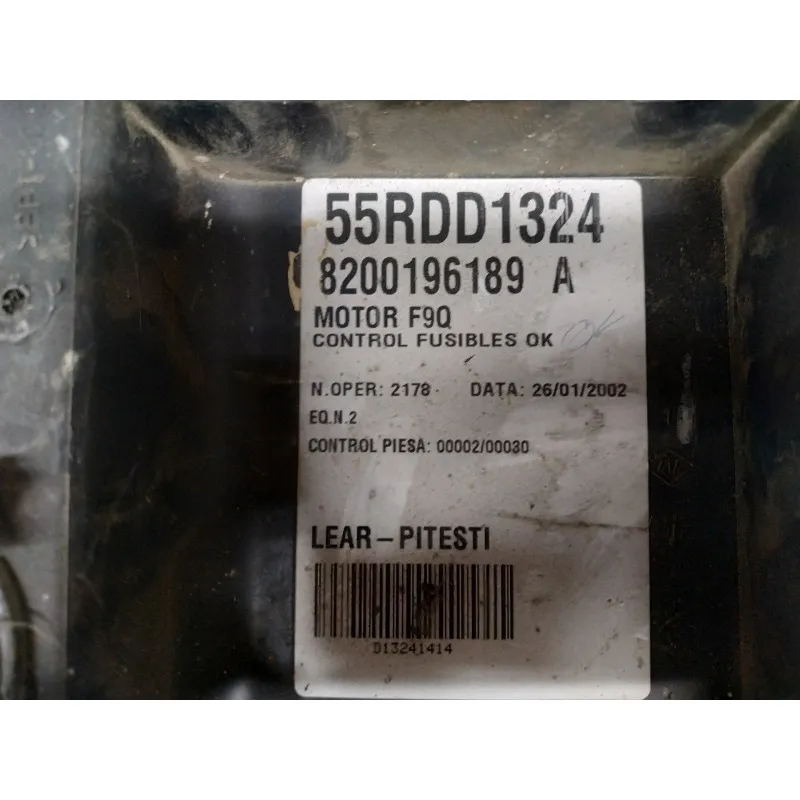 55RDD1324
8200196189 A
MOTOR F9Q
CONTROL FUSIBLES OK OK
N.OPER: 2178 DATA: 26/01/2002
EQ.N.2
CONTROL PIESA: 00002/00030
LEAR-PITESTI
D13241414